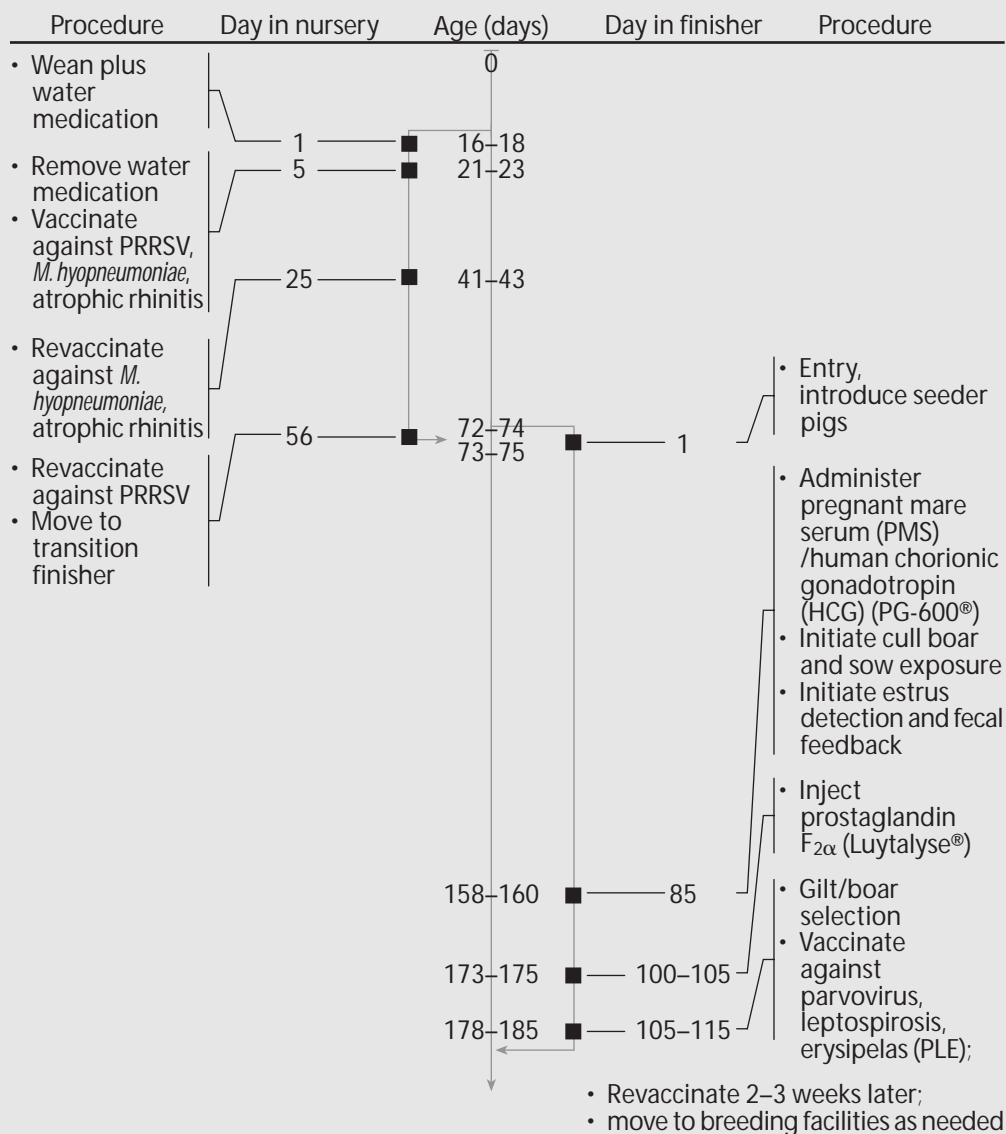 Procedure Day in nursery Age (days) Day in finisher Procedure
0
• Wean plus
water
medication
1
16–18
5
21–23
• Remove water
medication
• Vaccinate
against PRRSV,
M. hyopneumoniae,
atrophic rhinitis
25
41–43
• Revaccinate
against M.
hyopneumoniae,
atrophic rhinitis
56
72–74
73–75
1
• Entry,
introduce seeder
pigs
• Revaccinate
against PRRSV
• Move to
transition
finisher
• Administer
pregnant mare
serum (PMS)
/human chorionic
gonadotropin
(HCG) (PG-600®)
• Initiate cull boar
and sow exposure
• Initiate estrus
detection and fecal
feedback
• Inject
prostaglandin
F2α (Luytalyse®)
158–160
85
• Gilt/boar
selection
• Vaccinate
against
parvovirus,
leptospirosis,
erysipelas (PLE);
173–175
100–105
178–185
105–115
• Revaccinate 2–3 weeks later;
• move to breeding facilities as needed